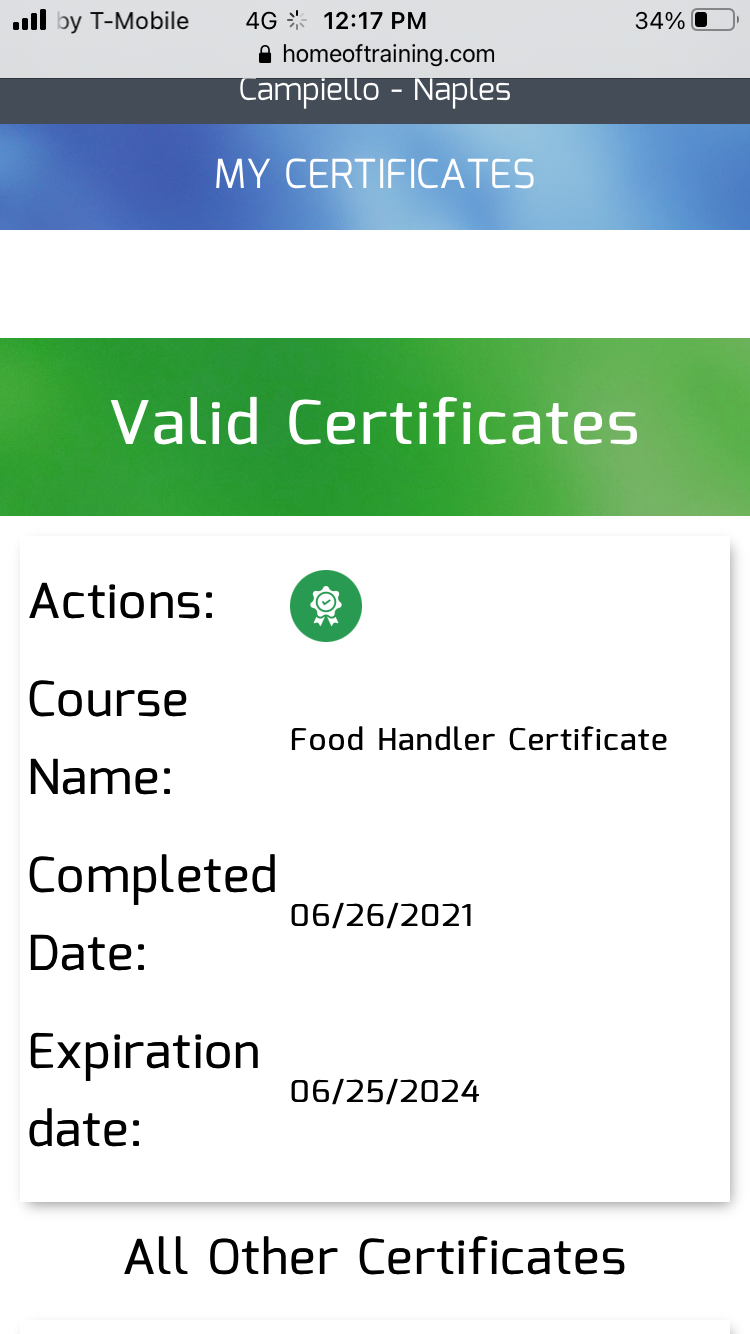 by T-Mobile 4G 12:17 PM 34%
homeoftraining.com
Campiello - Naples
MY CERTIFICATES
Valid Certificates
Actions:
Course
Name:
Food Handler Certificate
Completed
Date:
06/26/2021
Expiration
date:
06/25/2024
All Other Certificates